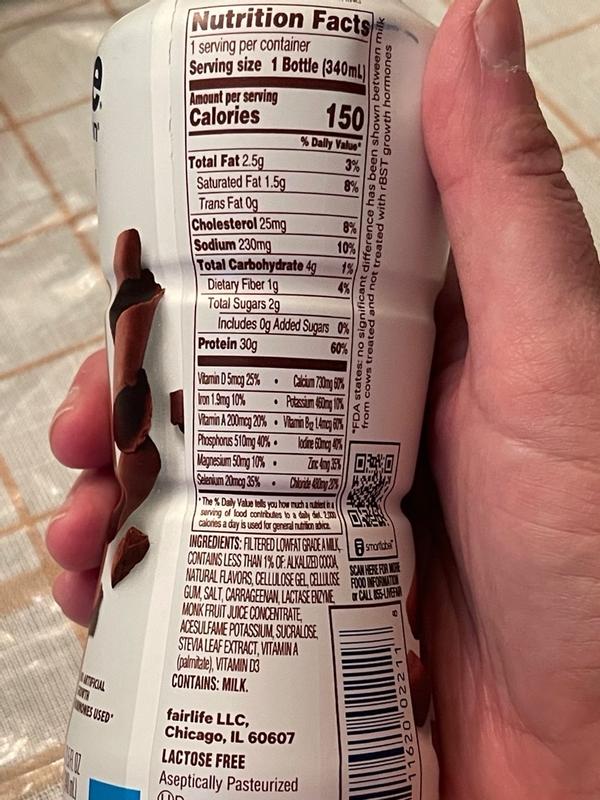 Nutrition Facts
1 serving per container
Serving size 1 Bottle (340mL)
Amount per serving
Calories 150
% Daily Value*
Total Fat 2.5g 3%
Saturated Fat 1.5g 8%
Trans Fat 0g
Cholesterol 25mg 8%
Sodium 230mg 10%
Total Carbohydrate 4g 1%
Dietary Fiber 1g 4%
Total Sugars 2g
Includes 0g Added Sugars 0%
Protein 30g 60%
Vitamin D 5mcg 25% • Calcium 730mg 60%
Iron 1.9mg 10% • Potassium 460mg 10%
Vitamin A 200mcg 20% • Vitamin B12 1.4mcg 60%
Phosphorus 510mg 40% • Iodine 60mcg 40%
Magnesium 50mg 10% • Zinc 4mg 35%
Selenium 20mcg 35% • Chloride 480mg 20%
*The % Daily Value tells you how much a nutrient in a
serving of food contributes to a daily diet. 2,000
calories a day is used for general nutrition advice.
INGREDIENTS: FILTERED LOWFAT GRADE A MILK,
CONTAINS LESS THAN 1% OF: ALKALIZED COCOA,
NATURAL FLAVORS, CELLULOSE GEL, CELLULOSE
GUM, SALT, CARRAGEENAN, LACTASE ENZYME,
MONK FRUIT JUICE CONCENTRATE,
ACESULFAME POTASSIUM, SUCRALOSE,
STEVIA LEAF EXTRACT, VITAMIN A
(palmitate), VITAMIN D3
CONTAINS: MILK.
fairlife LLC,
Chicago, IL 60607
LACTOSE FREE
Aseptically Pasteurized
*FDA states: no significant difference has been shown between milk
from cows treated and not treated with rBST growth hormones
smartlabel
SCAN HERE FOR MORE
FOOD INFORMATION
or CALL 855-LIVEFAIR
11620 02211 8
ARTIFICIAL
USED*
FL OZ
mL)